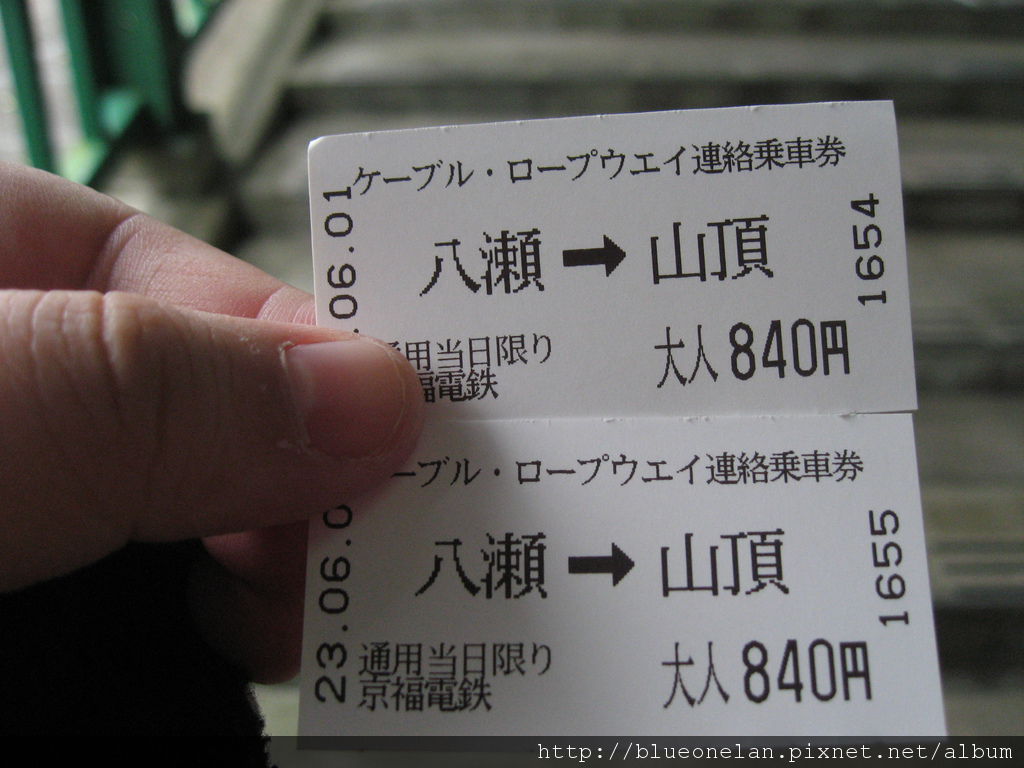 ケーブル・ロープウエイ連絡乗車券
八瀬→山頂
用当日限り
大人840円
福電鉄
.06.01
1654
ーブル・ロープウエイ連絡乗車券
八瀬→山頂
通用当日限り
大人840円
京福電鉄
23.06.0
1655
http://blueonelan.pixnet.net/album